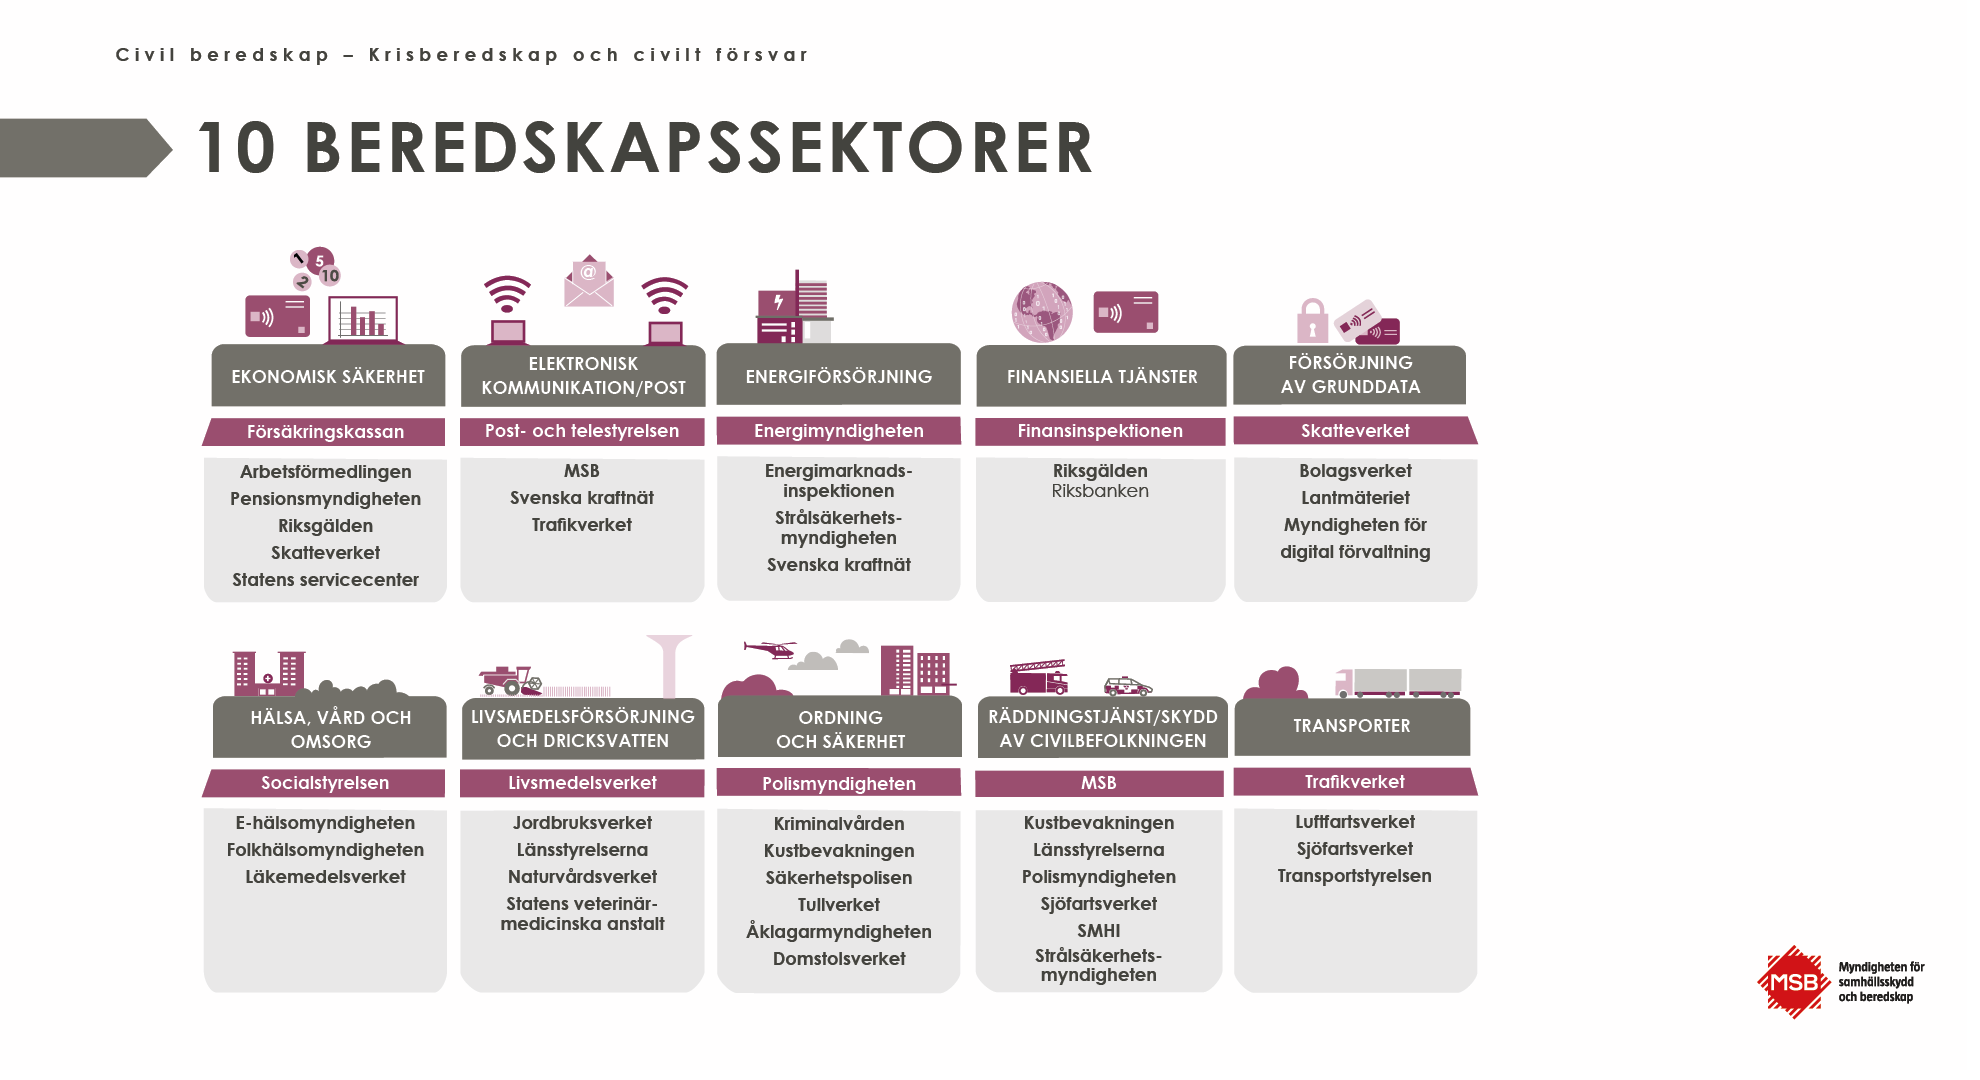 Civil beredskap – Krisberedskap och civilt försvar
10 BEREDSKAPSSEKTORER
1
5
2
10
@
EKONOMISK SÄKERHET
Försäkringskassan
Arbetsförmedlingen
Pensionsmyndigheten
Riksgälden
Skatteverket
Statens servicecenter
ELEKTRONISK
KOMMUNIKATION/POST
Post- och telestyrelsen
MSB
Svenska kraftnät
Trafikverket
ENERGIFÖRSÖRJNING
Energimyndigheten
Energimarknads-
inspektionen
Strålsäkerhets-
myndigheten
Svenska kraftnät
FINANSIELLA TJÄNSTER
Finansinspektionen
Riksgälden
Riksbanken
FÖRSÖRJNING
AV GRUNDDATA
Skatteverket
Bolagsverket
Lantmäteriet
Myndigheten för
digital förvaltning
HÄLSA, VÅRD OCH
OMSORG
Socialstyrelsen
E-hälsomyndigheten
Folkhälsomyndigheten
Läkemedelsverket
LIVSMEDELSFÖRSÖRJNING
OCH DRICKSVATTEN
Livsmedelsverket
Jordbruksverket
Länsstyrelserna
Naturvårdsverket
Statens veterinär-
medicinska anstalt
ORDNING
OCH SÄKERHET
Polismyndigheten
Kriminalvården
Kustbevakningen
Säkerhetspolisen
Tullverket
Åklagarmyndigheten
Domstolsverket
RÄDDNINGSTJÄNST/SKYDD
AV CIVILBEFOLKNINGEN
MSB
Kustbevakningen
Länsstyrelserna
Polismyndigheten
Sjöfartsverket
SMHI
Strålsäkerhets-
myndigheten
TRANSPORTER
Trafikverket
Luftfartsverket
Sjöfartsverket
Transportstyrelsen
MSB
Myndigheten för
samhällsskydd
och beredskap